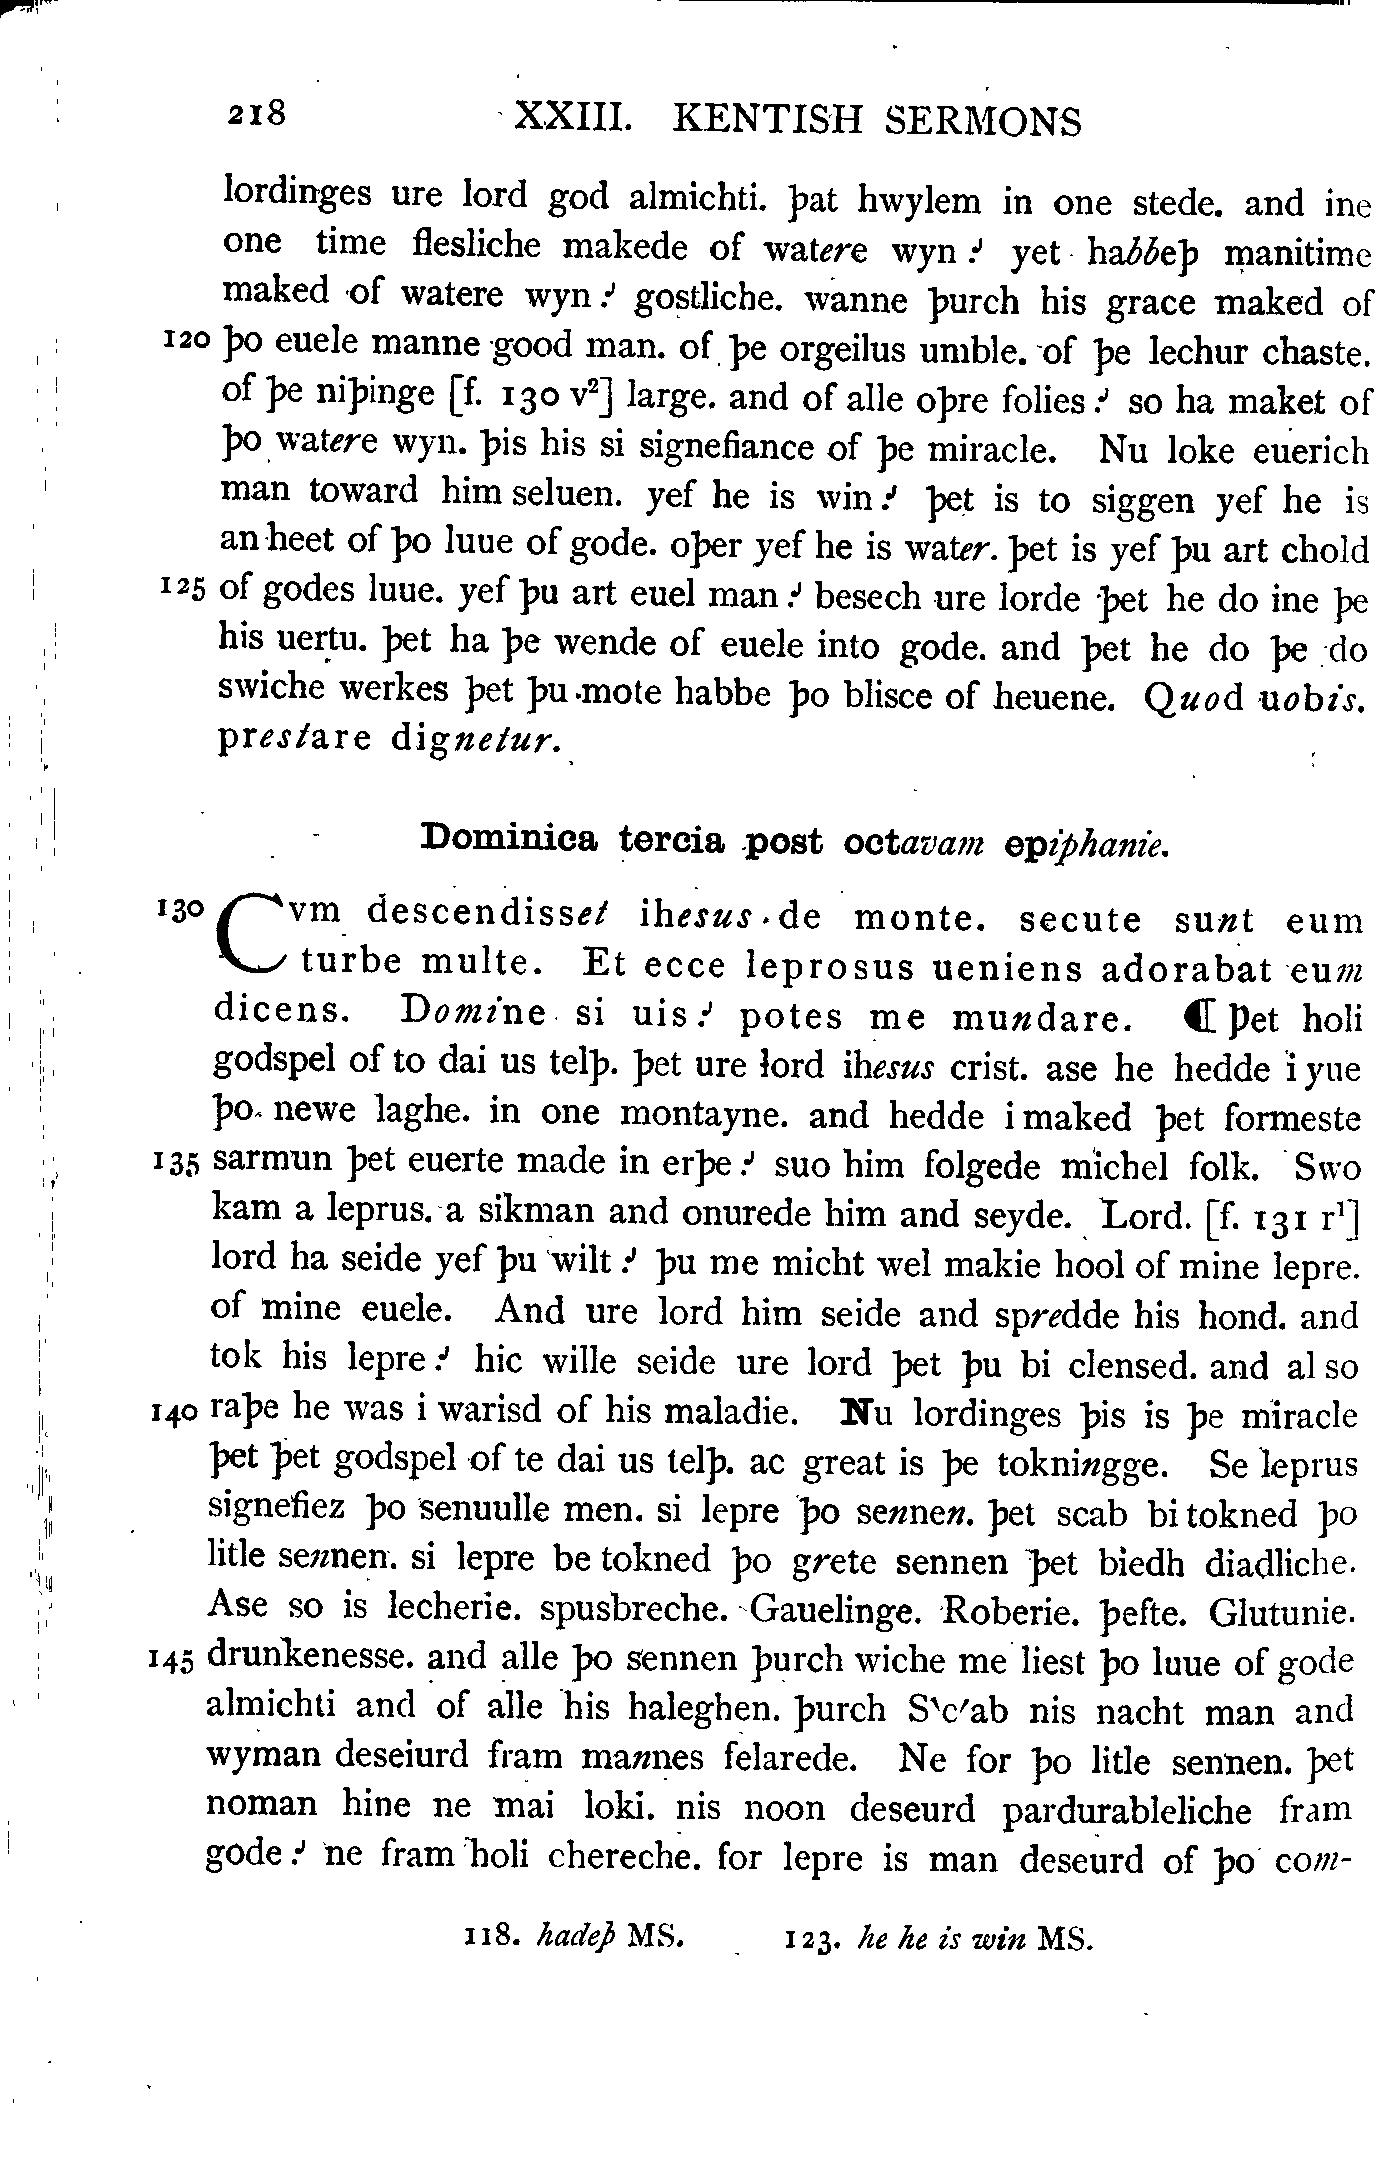 218 XXIII. KENTISH SERMONS
lordinges ure lord god almichti. þat hwylem in one stede. and ine
one time flesliche makede of watere wyn⸵ yet habbeþ manitime
maked of watere wyn⸵ gostliche. wanne þurch his grace maked of
120 þo euele manne good man. of þe orgeilus umble. of þe lechur chaste.
of þe niþinge [f. 130 v²] large. and of alle oþre folies⸵ so ha maket of
þo watere wyn. þis his si signefiance of þe miracle. Nu loke euerich
man toward him seluen. yef he is win⸵ þet is to siggen yef he is
an heet of þo luue of gode. oþer yef he is water. þet is yef þu art chold
125 of godes luue. yef þu art euel man⸵ besech ure lorde þet he do ine þe
his uertu. þet ha þe wende of euele into gode. and þet he do þe do
swiche werkes þet þu mote habbe þo blisce of heuene. Quod uobis.
prestare dignetur.
Dominica tercia post octavam epiphanie.
130 Cvm descendisset ihesus de monte. secute sunt eum
turbe multe. Et ecce leprosus ueniens adorabat eum
dicens. Domine si uis⸵ potes me mundare. ¶ þet holi
godspel of to dai us telþ. þet ure lord ihesus crist. ase he hedde i yue
þo newe laghe. in one montayne. and hedde i maked þet formeste
135 sarmun þet euerte made in erþe⸵ suo him folgede michel folk. Swo
kam a leprus. a sikman and onurede him and seyde. Lord. [f. 131 r¹]
lord ha seide yef þu wilt⸵ þu me micht wel makie hool of mine lepre.
of mine euele. And ure lord him seide and spredde his hond. and
tok his lepre⸵ hic wille seide ure lord þet þu bi clensed. and al so
140 raþe he was i warisd of his maladie. Nu lordinges þis is þe miracle
þet þet godspel of te dai us telþ. ac great is þe tokningge. Se leprus
signefiez þo senuulle men. si lepre þo sennen. þet scab bi tokned þo
litle sennen. si lepre be tokned þo grete sennen þet biedh diadliche.
Ase so is lecherie. spusbreche. Gauelinge. Roberie. þefte. Glutunie.
145 drunkenesse. and alle þo sennen þurch wiche me liest þo luue of gode
almichti and of alle his haleghen. þurch S‵c′ab nis nacht man and
wyman deseiurd fram mannes felarede. Ne for þo litle sennen. þet
noman hine ne mai loki. nis noon deseurd pardurableliche fram
gode⸵ ne fram holi chereche. for lepre is man deseurd of þo com-
118. hadeþ MS. 123. he he is win MS.